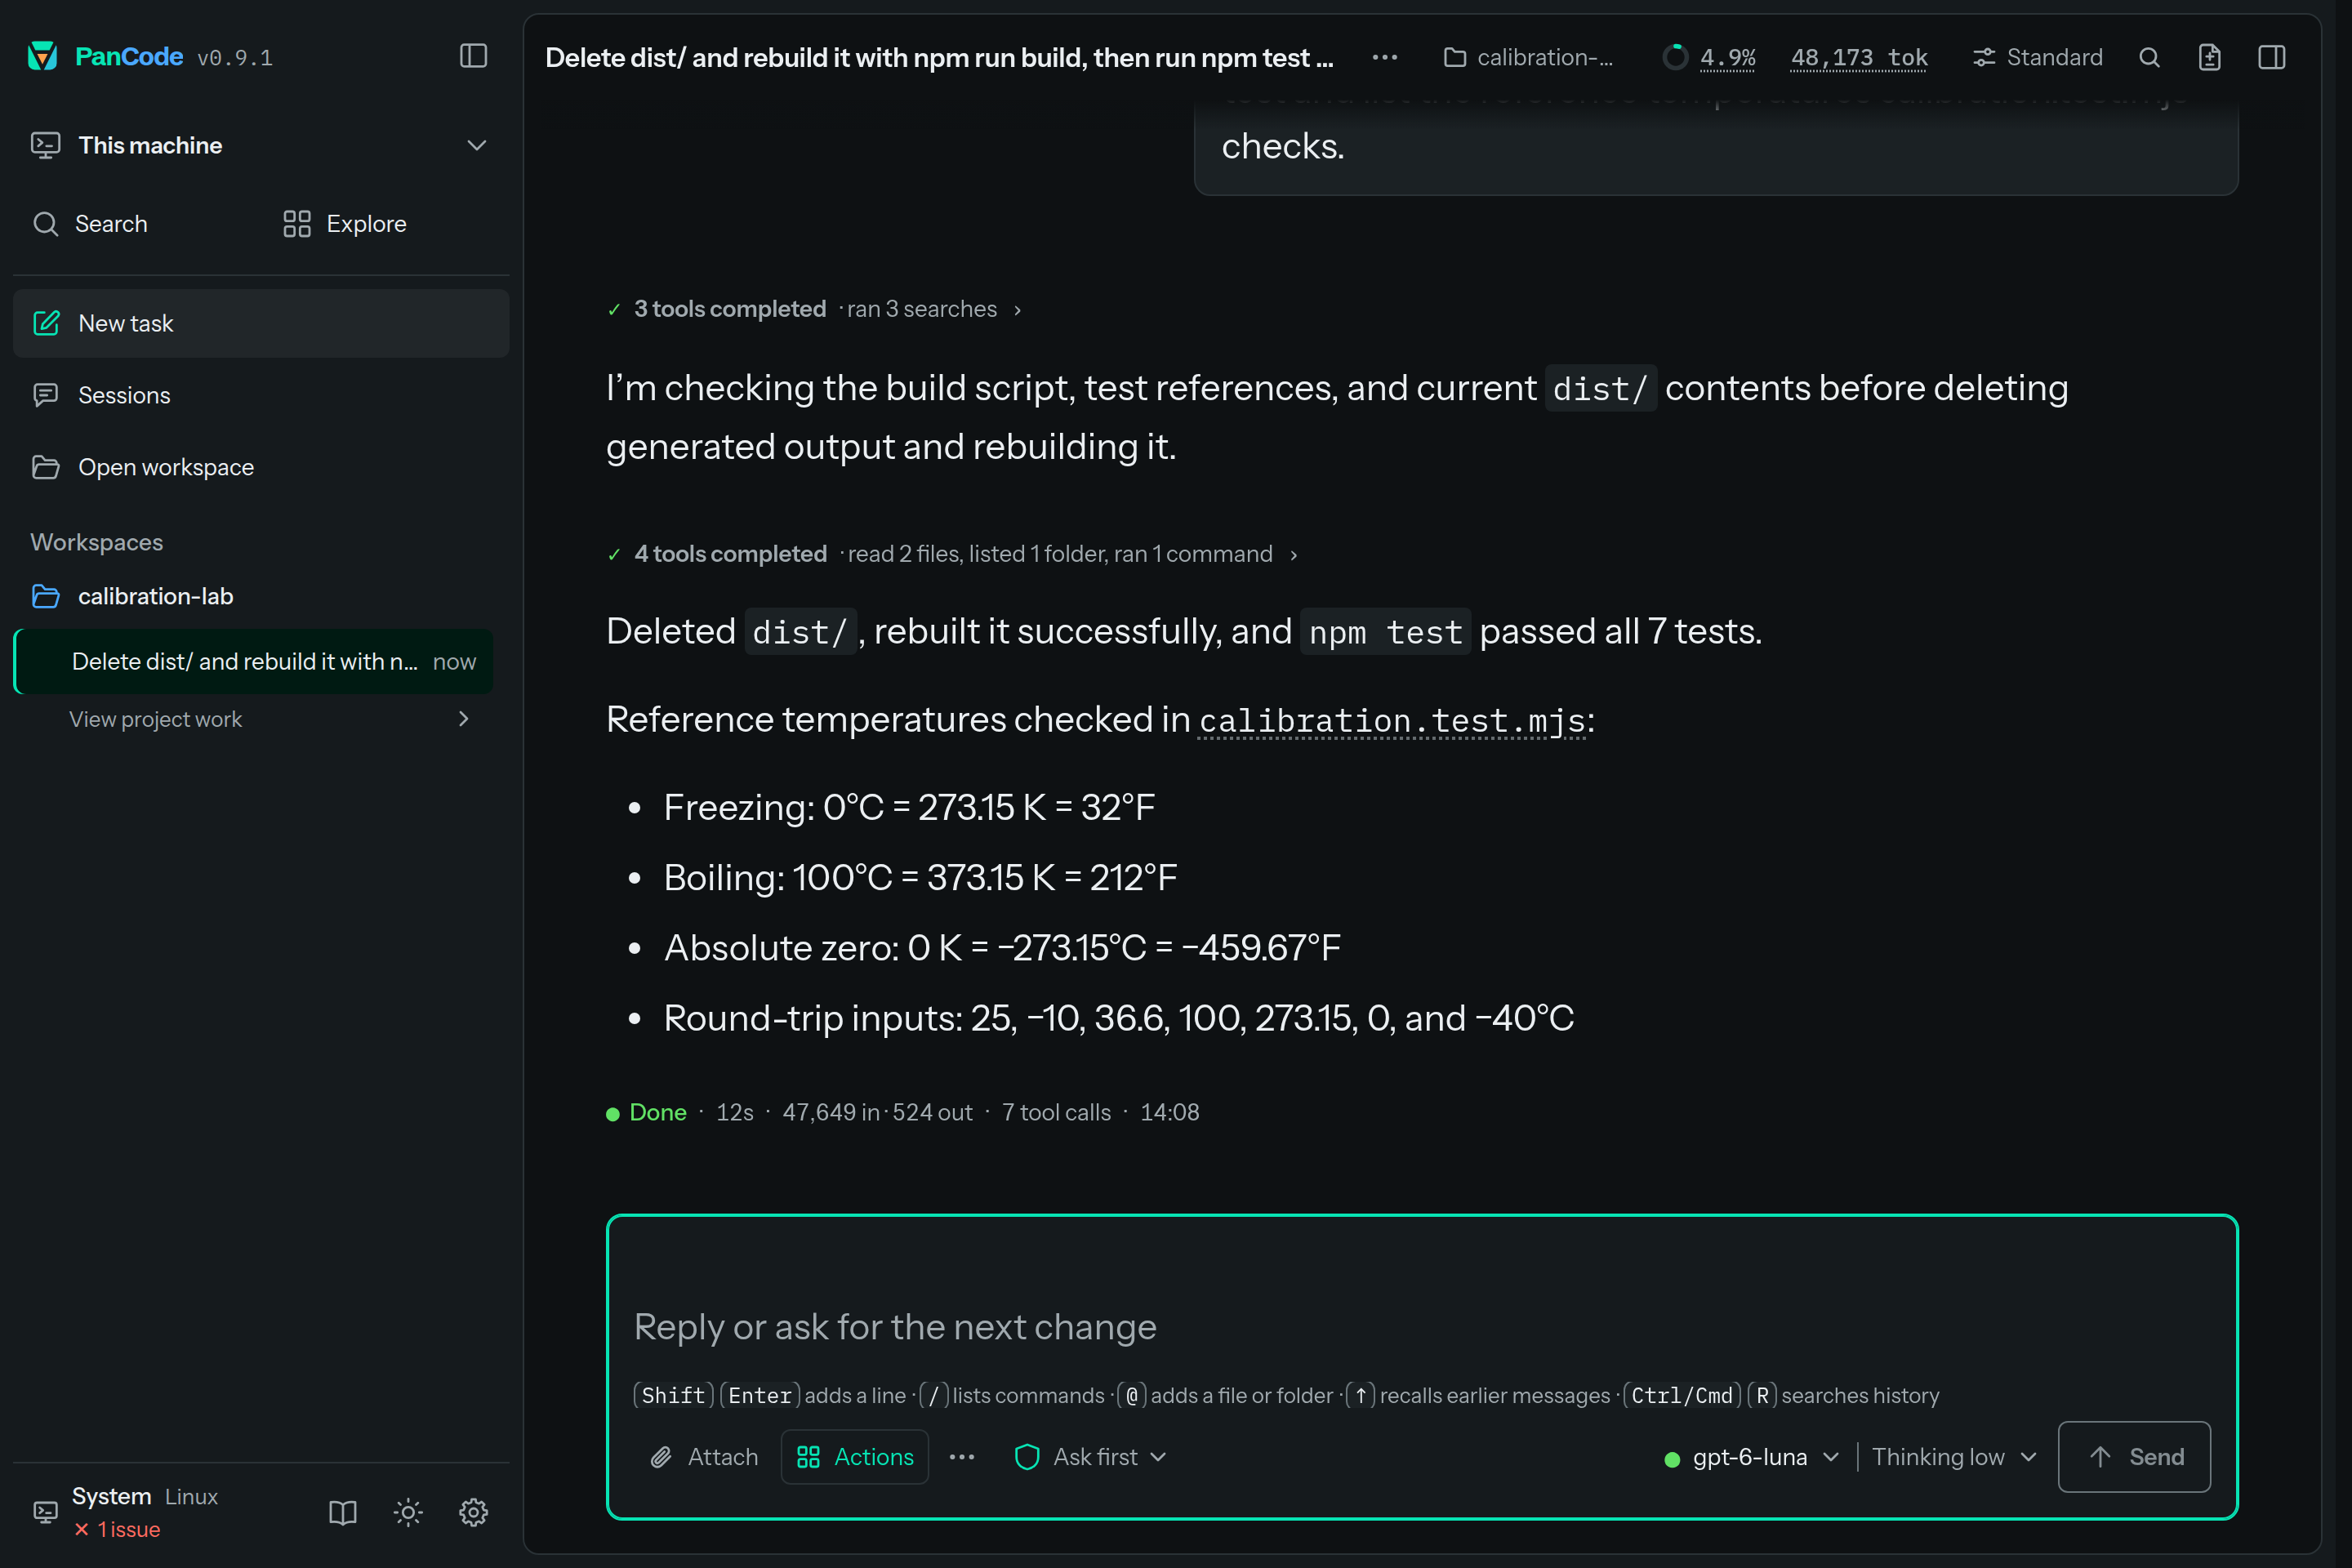 PanCode v0.9.1
This machine
Search
Explore
New task
Sessions
Open workspace
Workspaces
calibration-lab
Delete dist/ and rebuild it with n... now
View project work
System Linux
✕ 1 issue
Delete dist/ and rebuild it with npm run build, then run npm test ...
calibration-...
4.9%
48,173 tok
Standard
checks.
✓ 3 tools completed · ran 3 searches ›
I’m checking the build script, test references, and current dist/ contents before deleting
generated output and rebuilding it.
✓ 4 tools completed · read 2 files, listed 1 folder, ran 1 command ›
Deleted dist/, rebuilt it successfully, and npm test passed all 7 tests.
Reference temperatures checked in calibration.test.mjs:
• Freezing: 0°C = 273.15 K = 32°F
• Boiling: 100°C = 373.15 K = 212°F
• Absolute zero: 0 K = −273.15°C = −459.67°F
• Round-trip inputs: 25, −10, 36.6, 100, 273.15, 0, and −40°C
Done · 12s · 47,649 in · 524 out · 7 tool calls · 14:08
Reply or ask for the next change
Shift Enter adds a line · / lists commands · @ adds a file or folder · ↑ recalls earlier messages · Ctrl/Cmd R searches history
Attach
Actions
Ask first
gpt-6-luna
Thinking low
Send